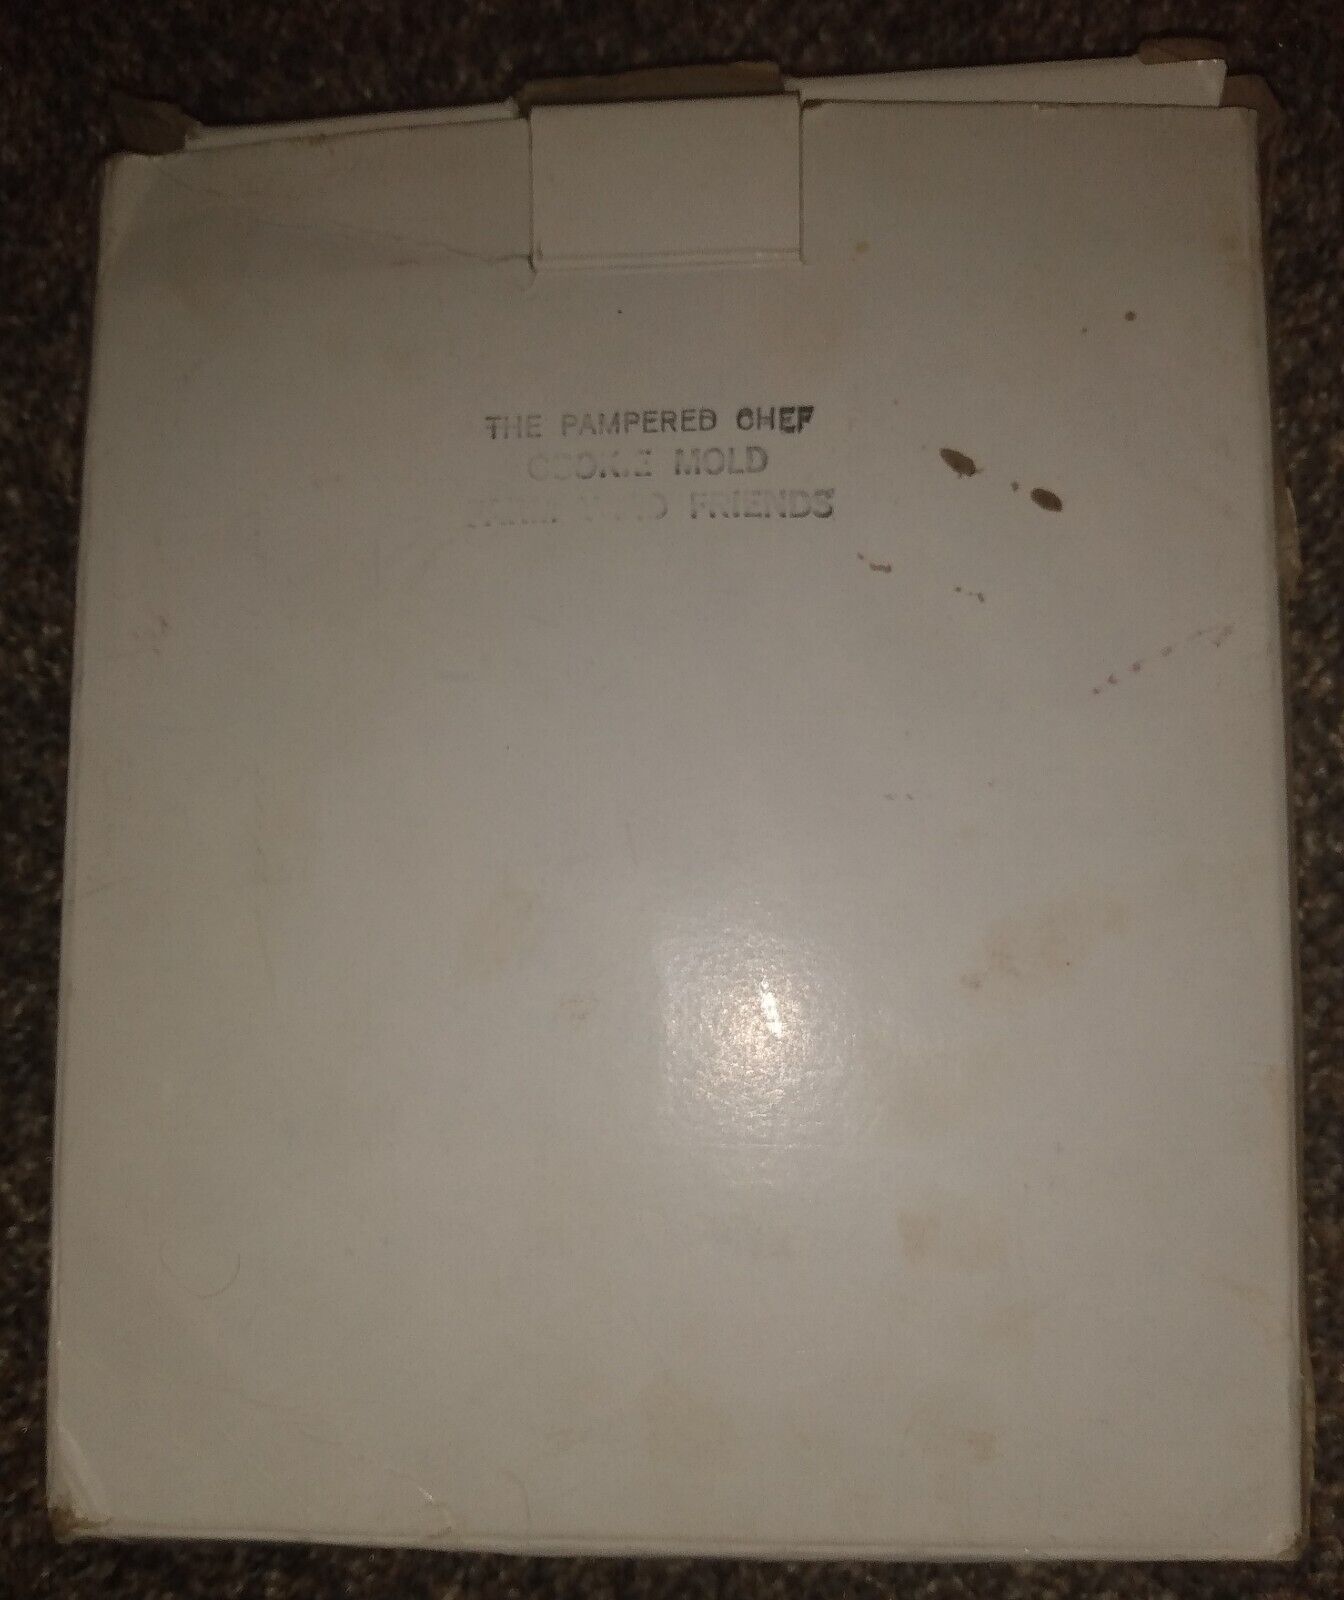 THE PAMPERED CHEF
COOKIE MOLD
FRIENDS